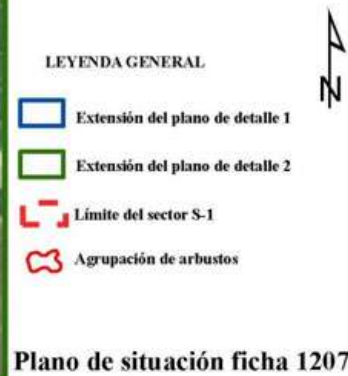 N
LEYENDA GENERAL
Extensión del plano de detalle 1
Extensión del plano de detalle 2
Límite del sector S-1
Agrupación de arbustos
Plano de situación ficha 1207